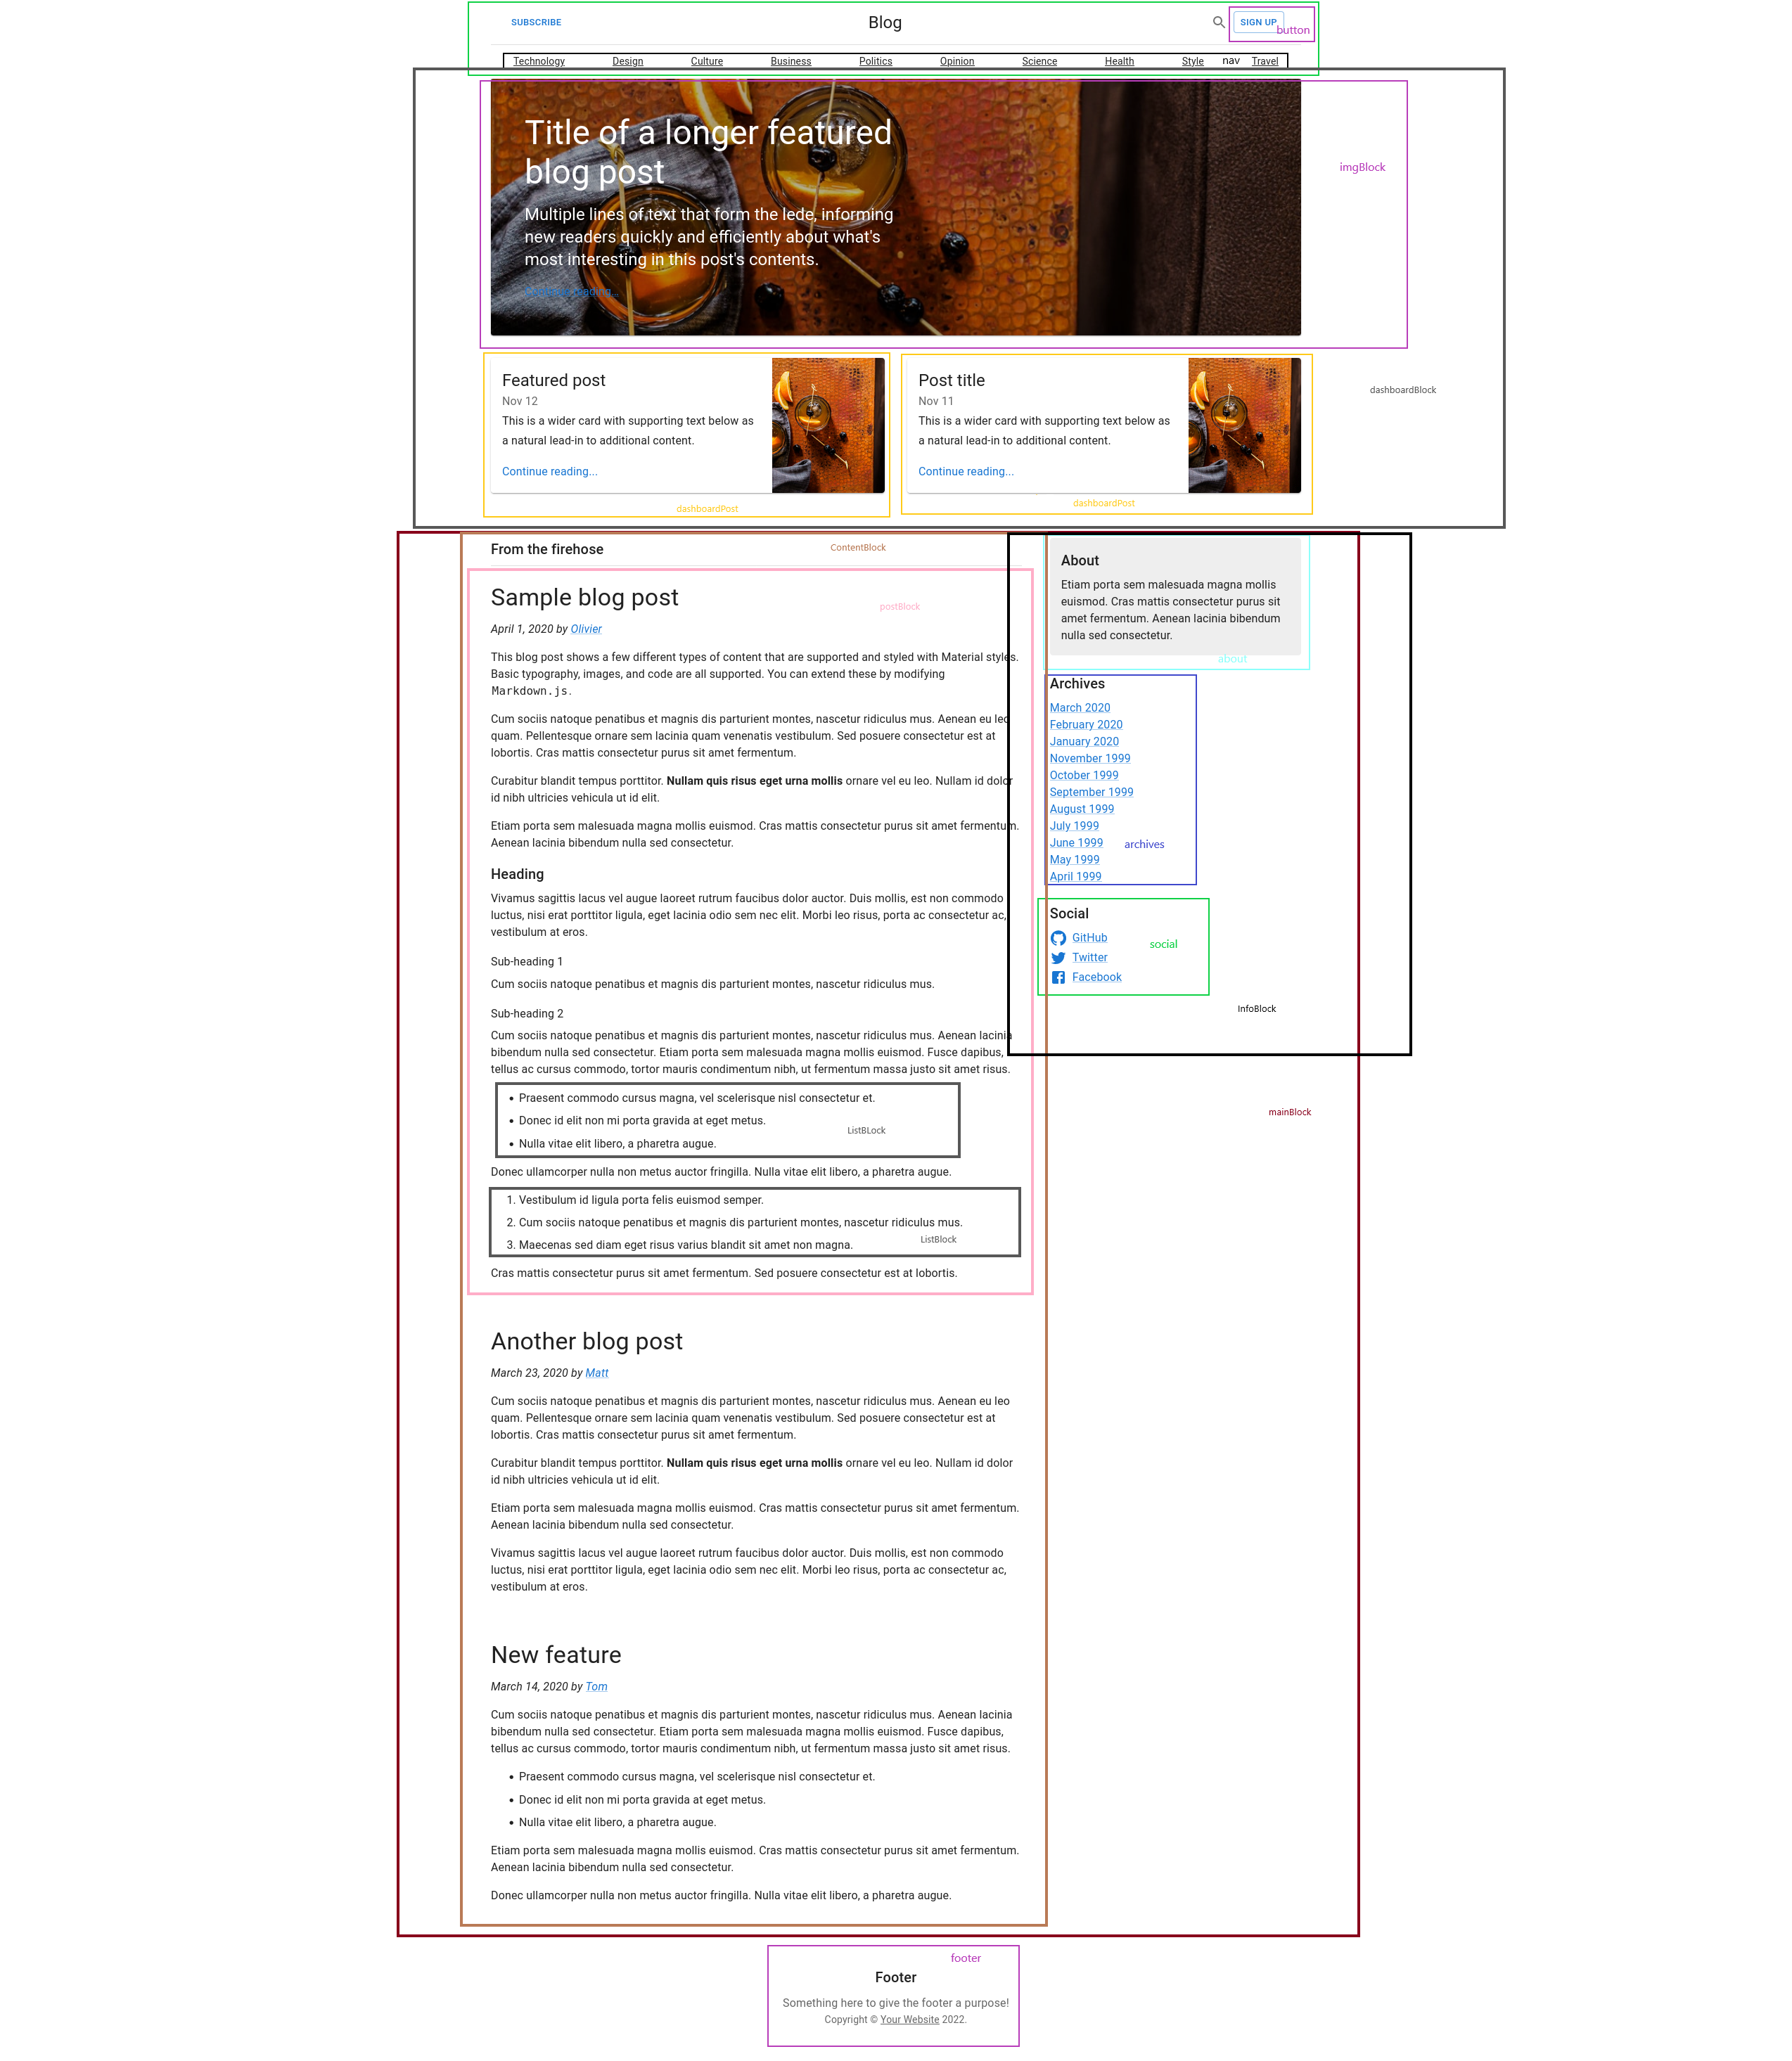 SUBSCRIBE
Blog
SIGN UP
button
Technology
Design
Culture
Business
Politics
Opinion
Science
Health
Style
nav
Travel
Title of a longer featured
blog post
Multiple lines of text that form the lede, informing
new readers quickly and efficiently about what's
most interesting in this post's contents.
imgBlock
Featured post
Nov 12
This is a wider card with supporting text below as
a natural lead-in to additional content.
Continue reading...
dashboardPost
Post title
Nov 11
This is a wider card with supporting text below as
a natural lead-in to additional content.
Continue reading...
dashboardPost
dashboardBlock
From the firehose
ContentBlock
Sample blog post
postBlock
April 1, 2020 by Olivier
This blog post shows a few different types of content that are supported and styled with Material styles.
Basic typography, images, and code are all supported. You can extend these by modifying
Markdown.js.
Cum sociis natoque penatibus et magnis dis parturient montes, nascetur ridiculus mus. Aenean eu leo
quam. Pellentesque ornare sem lacinia quam venenatis vestibulum. Sed posuere consectetur est at
lobortis. Cras mattis consectetur purus sit amet fermentum.
Curabitur blandit tempus porttitor. Nullam quis risus eget urna mollis ornare vel eu leo. Nullam id dolor
id nibh ultricies vehicula ut id elit.
Etiam porta sem malesuada magna mollis euismod. Cras mattis consectetur purus sit amet fermentum.
Aenean lacinia bibendum nulla sed consectetur.
Heading
Vivamus sagittis lacus vel augue laoreet rutrum faucibus dolor auctor. Duis mollis, est non commodo
luctus, nisi erat porttitor ligula, eget lacinia odio sem nec elit. Morbi leo risus, porta ac consectetur ac,
vestibulum at eros.
Sub-heading 1
Cum sociis natoque penatibus et magnis dis parturient montes, nascetur ridiculus mus.
Sub-heading 2
Cum sociis natoque penatibus et magnis dis parturient montes, nascetur ridiculus mus. Aenean lacinia
bibendum nulla sed consectetur. Etiam porta sem malesuada magna mollis euismod. Fusce dapibus,
tellus ac cursus commodo, tortor mauris condimentum nibh, ut fermentum massa justo sit amet risus.
• Praesent commodo cursus magna, vel scelerisque nisl consectetur et.
• Donec id elit non mi porta gravida at eget metus.
ListBLock
• Nulla vitae elit libero, a pharetra augue.
Donec ullamcorper nulla non metus auctor fringilla. Nulla vitae elit libero, a pharetra augue.
1. Vestibulum id ligula porta felis euismod semper.
2. Cum sociis natoque penatibus et magnis dis parturient montes, nascetur ridiculus mus.
ListBlock
3. Maecenas sed diam eget risus varius blandit sit amet non magna.
Cras mattis consectetur purus sit amet fermentum. Sed posuere consectetur est at lobortis.
Another blog post
March 23, 2020 by Matt
Cum sociis natoque penatibus et magnis dis parturient montes, nascetur ridiculus mus. Aenean eu leo
quam. Pellentesque ornare sem lacinia quam venenatis vestibulum. Sed posuere consectetur est at
lobortis. Cras mattis consectetur purus sit amet fermentum.
Curabitur blandit tempus porttitor. Nullam quis risus eget urna mollis ornare vel eu leo. Nullam id dolor
id nibh ultricies vehicula ut id elit.
Etiam porta sem malesuada magna mollis euismod. Cras mattis consectetur purus sit amet fermentum.
Aenean lacinia bibendum nulla sed consectetur.
Vivamus sagittis lacus vel augue laoreet rutrum faucibus dolor auctor. Duis mollis, est non commodo
luctus, nisi erat porttitor ligula, eget lacinia odio sem nec elit. Morbi leo risus, porta ac consectetur ac,
vestibulum at eros.
New feature
March 14, 2020 by Tom
Cum sociis natoque penatibus et magnis dis parturient montes, nascetur ridiculus mus. Aenean lacinia
bibendum nulla sed consectetur. Etiam porta sem malesuada magna mollis euismod. Fusce dapibus,
tellus ac cursus commodo, tortor mauris condimentum nibh, ut fermentum massa justo sit amet risus.
• Praesent commodo cursus magna, vel scelerisque nisl consectetur et.
• Donec id elit non mi porta gravida at eget metus.
• Nulla vitae elit libero, a pharetra augue.
Etiam porta sem malesuada magna mollis euismod. Cras mattis consectetur purus sit amet fermentum.
Aenean lacinia bibendum nulla sed consectetur.
Donec ullamcorper nulla non metus auctor fringilla. Nulla vitae elit libero, a pharetra augue.
About
Etiam porta sem malesuada magna mollis
euismod. Cras mattis consectetur purus sit
amet fermentum. Aenean lacinia bibendum
nulla sed consectetur.
about
Archives
March 2020
February 2020
January 2020
November 1999
October 1999
September 1999
August 1999
July 1999
June 1999
archives
May 1999
April 1999
Social
GitHub
social
Twitter
Facebook
InfoBlock
mainBlock
footer
Footer
Something here to give the footer a purpose!
Copyright © Your Website 2022.